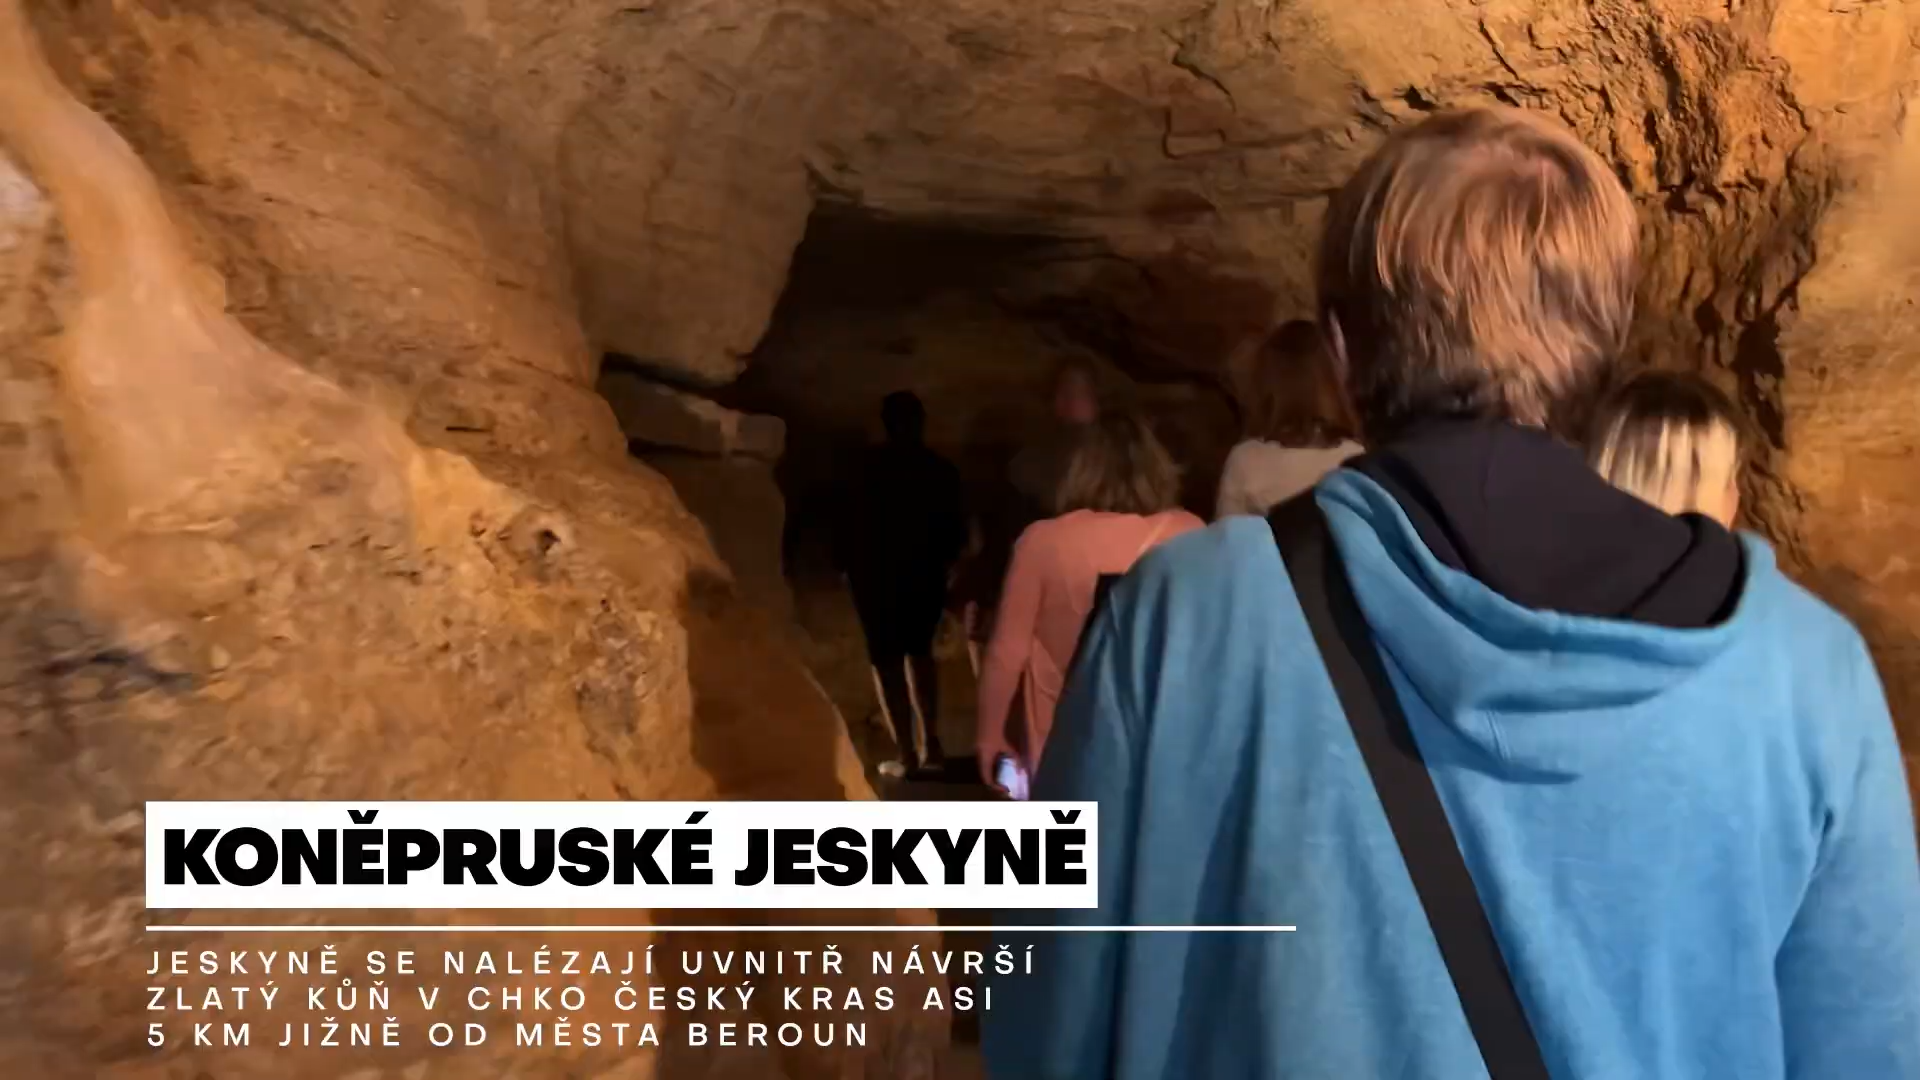 KONĚPRUSKÉ JESKYNĚ
JESKYNĚ SE NALÉZAJÍ UVNITŘ NÁVRŠÍ
ZLATÝ KŮŇ V CHKO ČESKÝ KRAS ASI
5 KM JIŽNĚ OD MĚSTA BEROUN